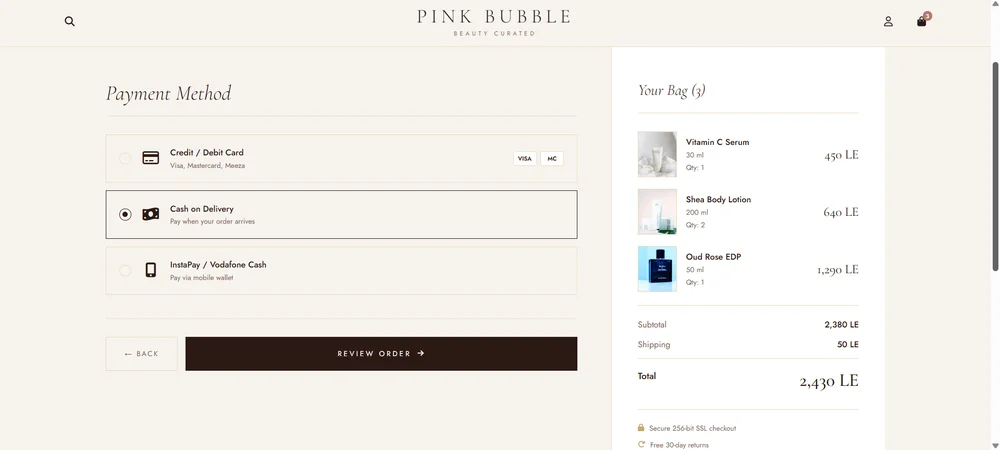 PINK BUBBLE
BEAUTY CURATED
3
Payment Method
Credit / Debit Card
Visa, Mastercard, Meeza
VISA
MC
Cash on Delivery
Pay when your order arrives
InstaPay / Vodafone Cash
Pay via mobile wallet
← BACK
REVIEW ORDER →
Your Bag (3)
Vitamin C Serum
30 ml
Qty: 1
450 LE
Shea Body Lotion
200 ml
Qty: 2
640 LE
Oud Rose EDP
50 ml
Qty: 1
1,290 LE
Subtotal
2,380 LE
Shipping
50 LE
Total
2,430 LE
Secure 256-bit SSL checkout
Free 30-day returns